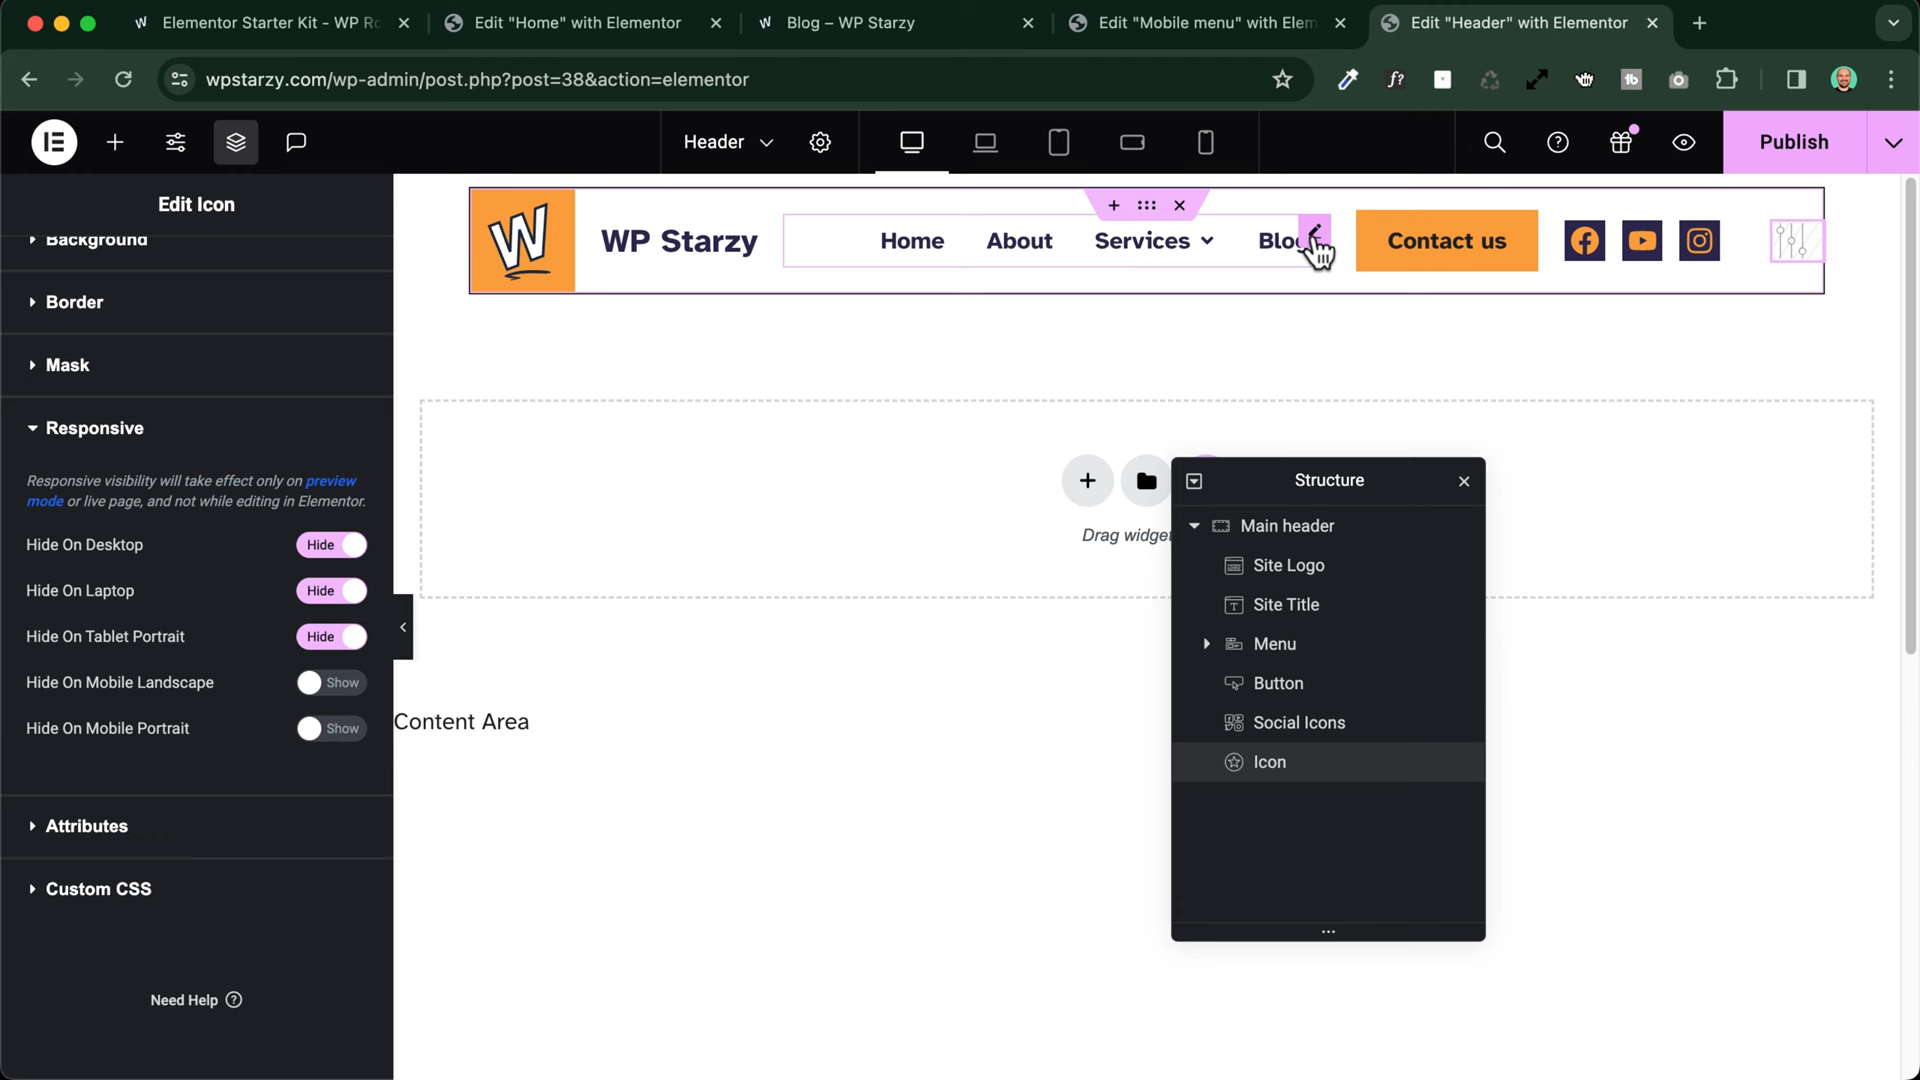 Elementor Starter Kit - WP Ro
Edit "Home" with Elementor
Blog – WP Starzy
Edit "Mobile menu" with Elem
Edit "Header" with Elementor
wpstarzy.com/wp-admin/post.php?post=38&action=elementor
Header
Publish
Edit Icon
Background
Border
Mask
Responsive
Responsive visibility will take effect only on preview
mode or live page, and not while editing in Elementor.
Hide On Desktop
Hide
Hide On Laptop
Hide
Hide On Tablet Portrait
Hide
Hide On Mobile Landscape
Show
Hide On Mobile Portrait
Show
Attributes
Custom CSS
Need Help
W
WP Starzy
Home
About
Services
Blo
Contact us
Drag widget
Content Area
Structure
Main header
Site Logo
Site Title
Menu
Button
Social Icons
Icon